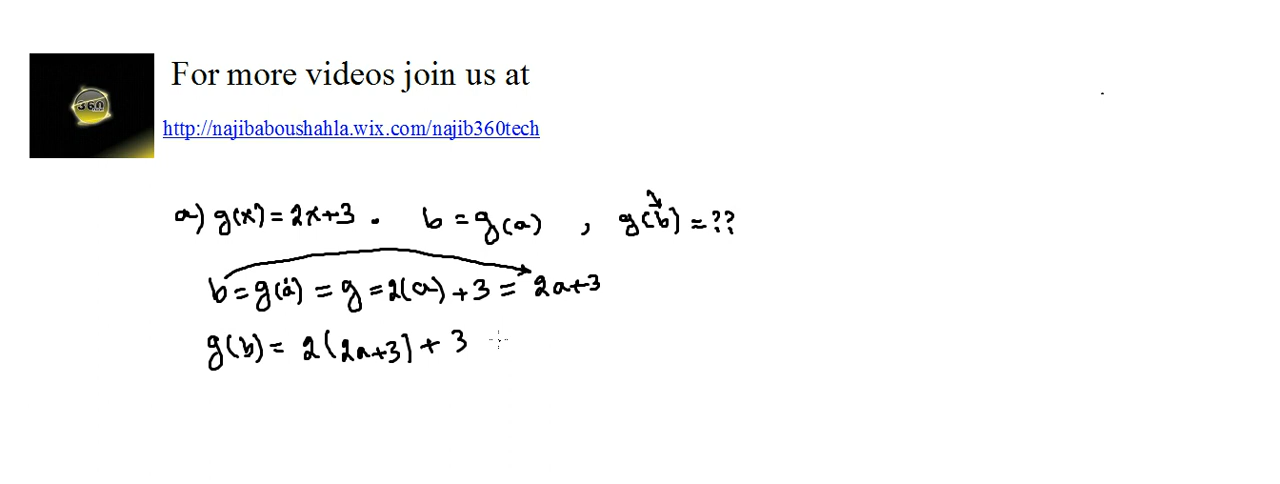 For more videos join us at
360
http://najibaboushahla.wix.com/najib360tech
a) g(x) = 2x+3 . b = g(a) , g(b) = ??
b = g(a) = g = 2(a) + 3 = 2a+3
g(b) = 2(2a+3) + 3